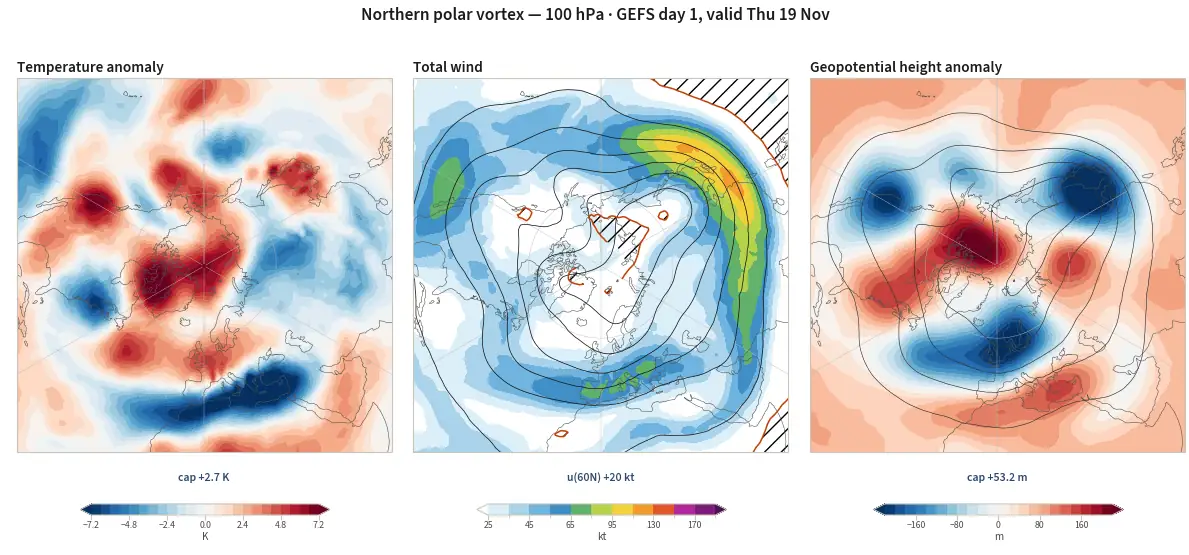 Northern polar vortex — 100 hPa · GEFS day 1, valid Thu 19 Nov
Temperature anomaly
Total wind
Geopotential height anomaly
cap +2.7 K
u(60N) +20 kt
cap +53.2 m
−7.2 −4.8 −2.4 0.0 2.4 4.8 7.2
K
25 45 65 90 130 170
kt
−160 −80 0 80 160
m